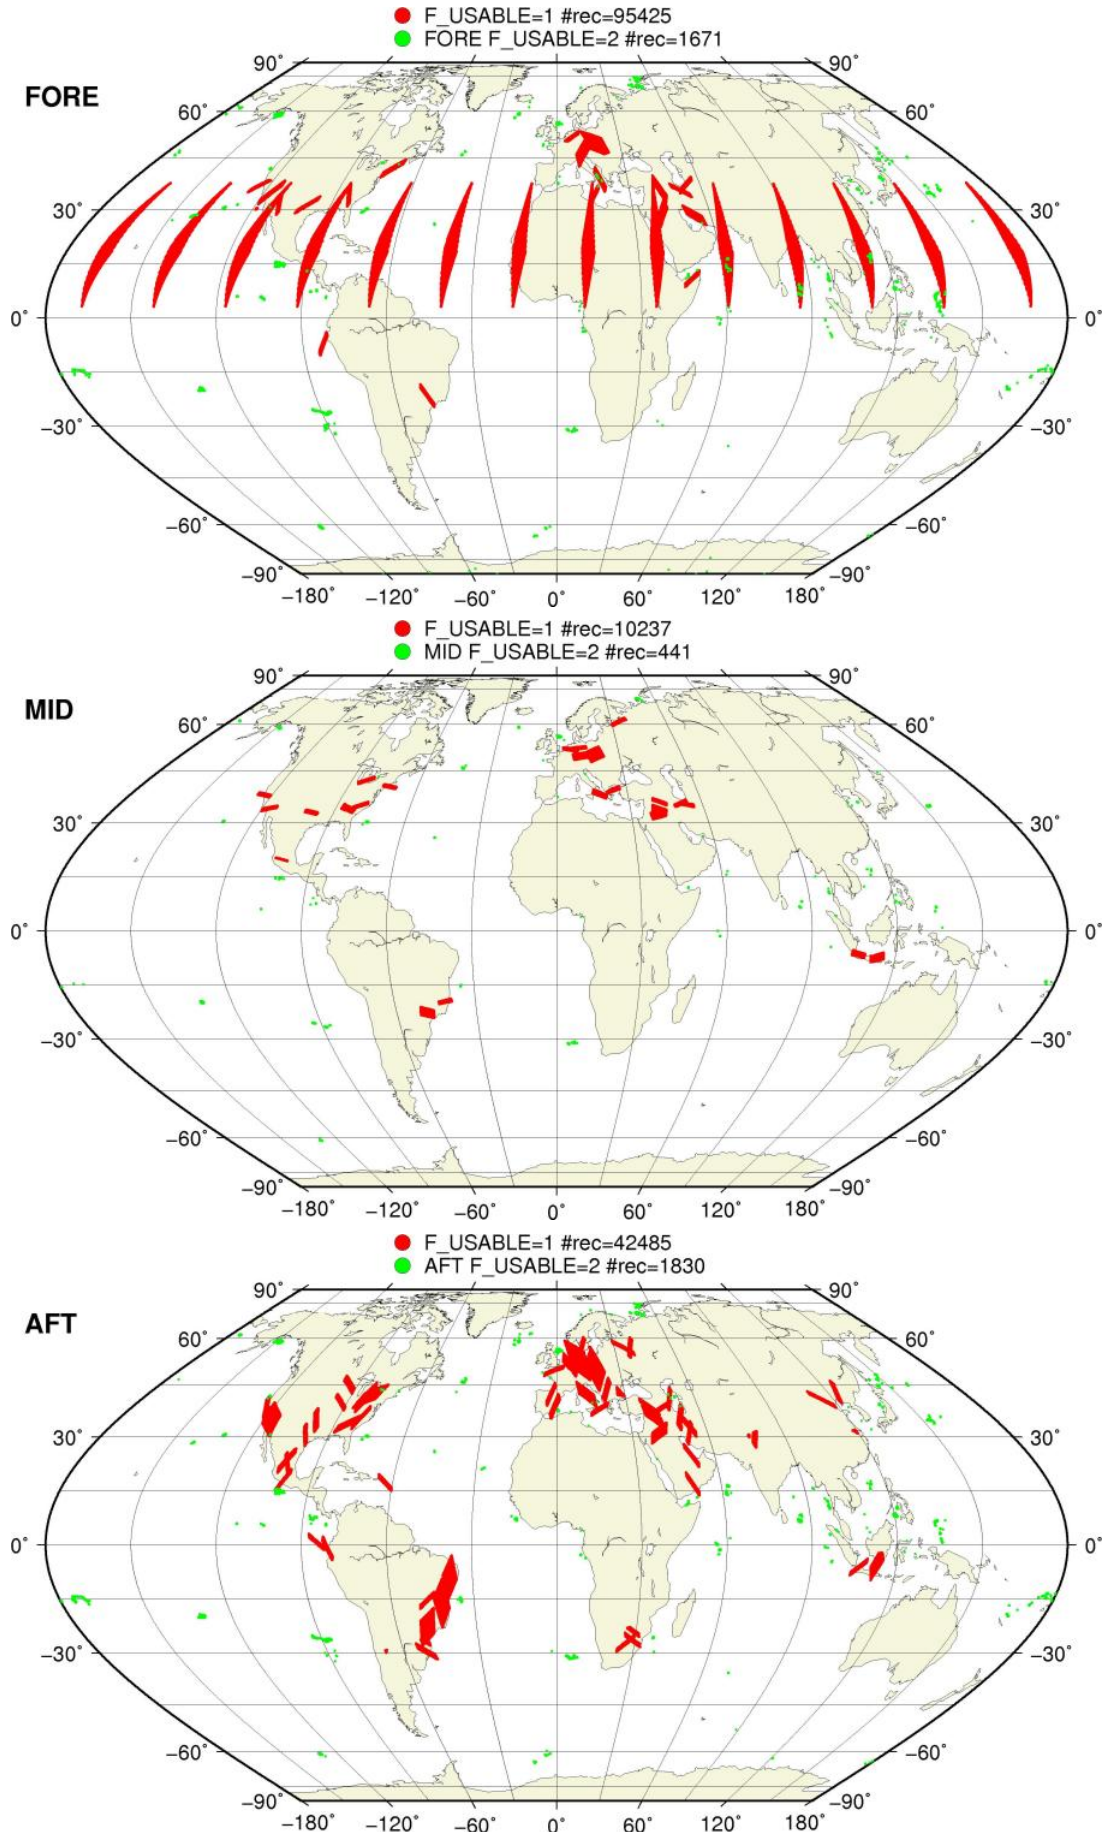 F_USABLE=1 #rec=95425
FORE F_USABLE=2 #rec=1671
FORE
90° 90°
60° 60°
30° 30°
0° 0°
−30° −30°
−60° −60°
−90° −90°
−180° −120° −60° 0° 60° 120° 180°
F_USABLE=1 #rec=10237
MID F_USABLE=2 #rec=441
MID
90° 90°
60° 60°
30° 30°
0° 0°
−30° −30°
−60° −60°
−90° −90°
−180° −120° −60° 0° 60° 120° 180°
F_USABLE=1 #rec=42485
AFT F_USABLE=2 #rec=1830
AFT
90° 90°
60° 60°
30° 30°
0° 0°
−30° −30°
−60° −60°
−90° −90°
−180° −120° −60° 0° 60° 120° 180°